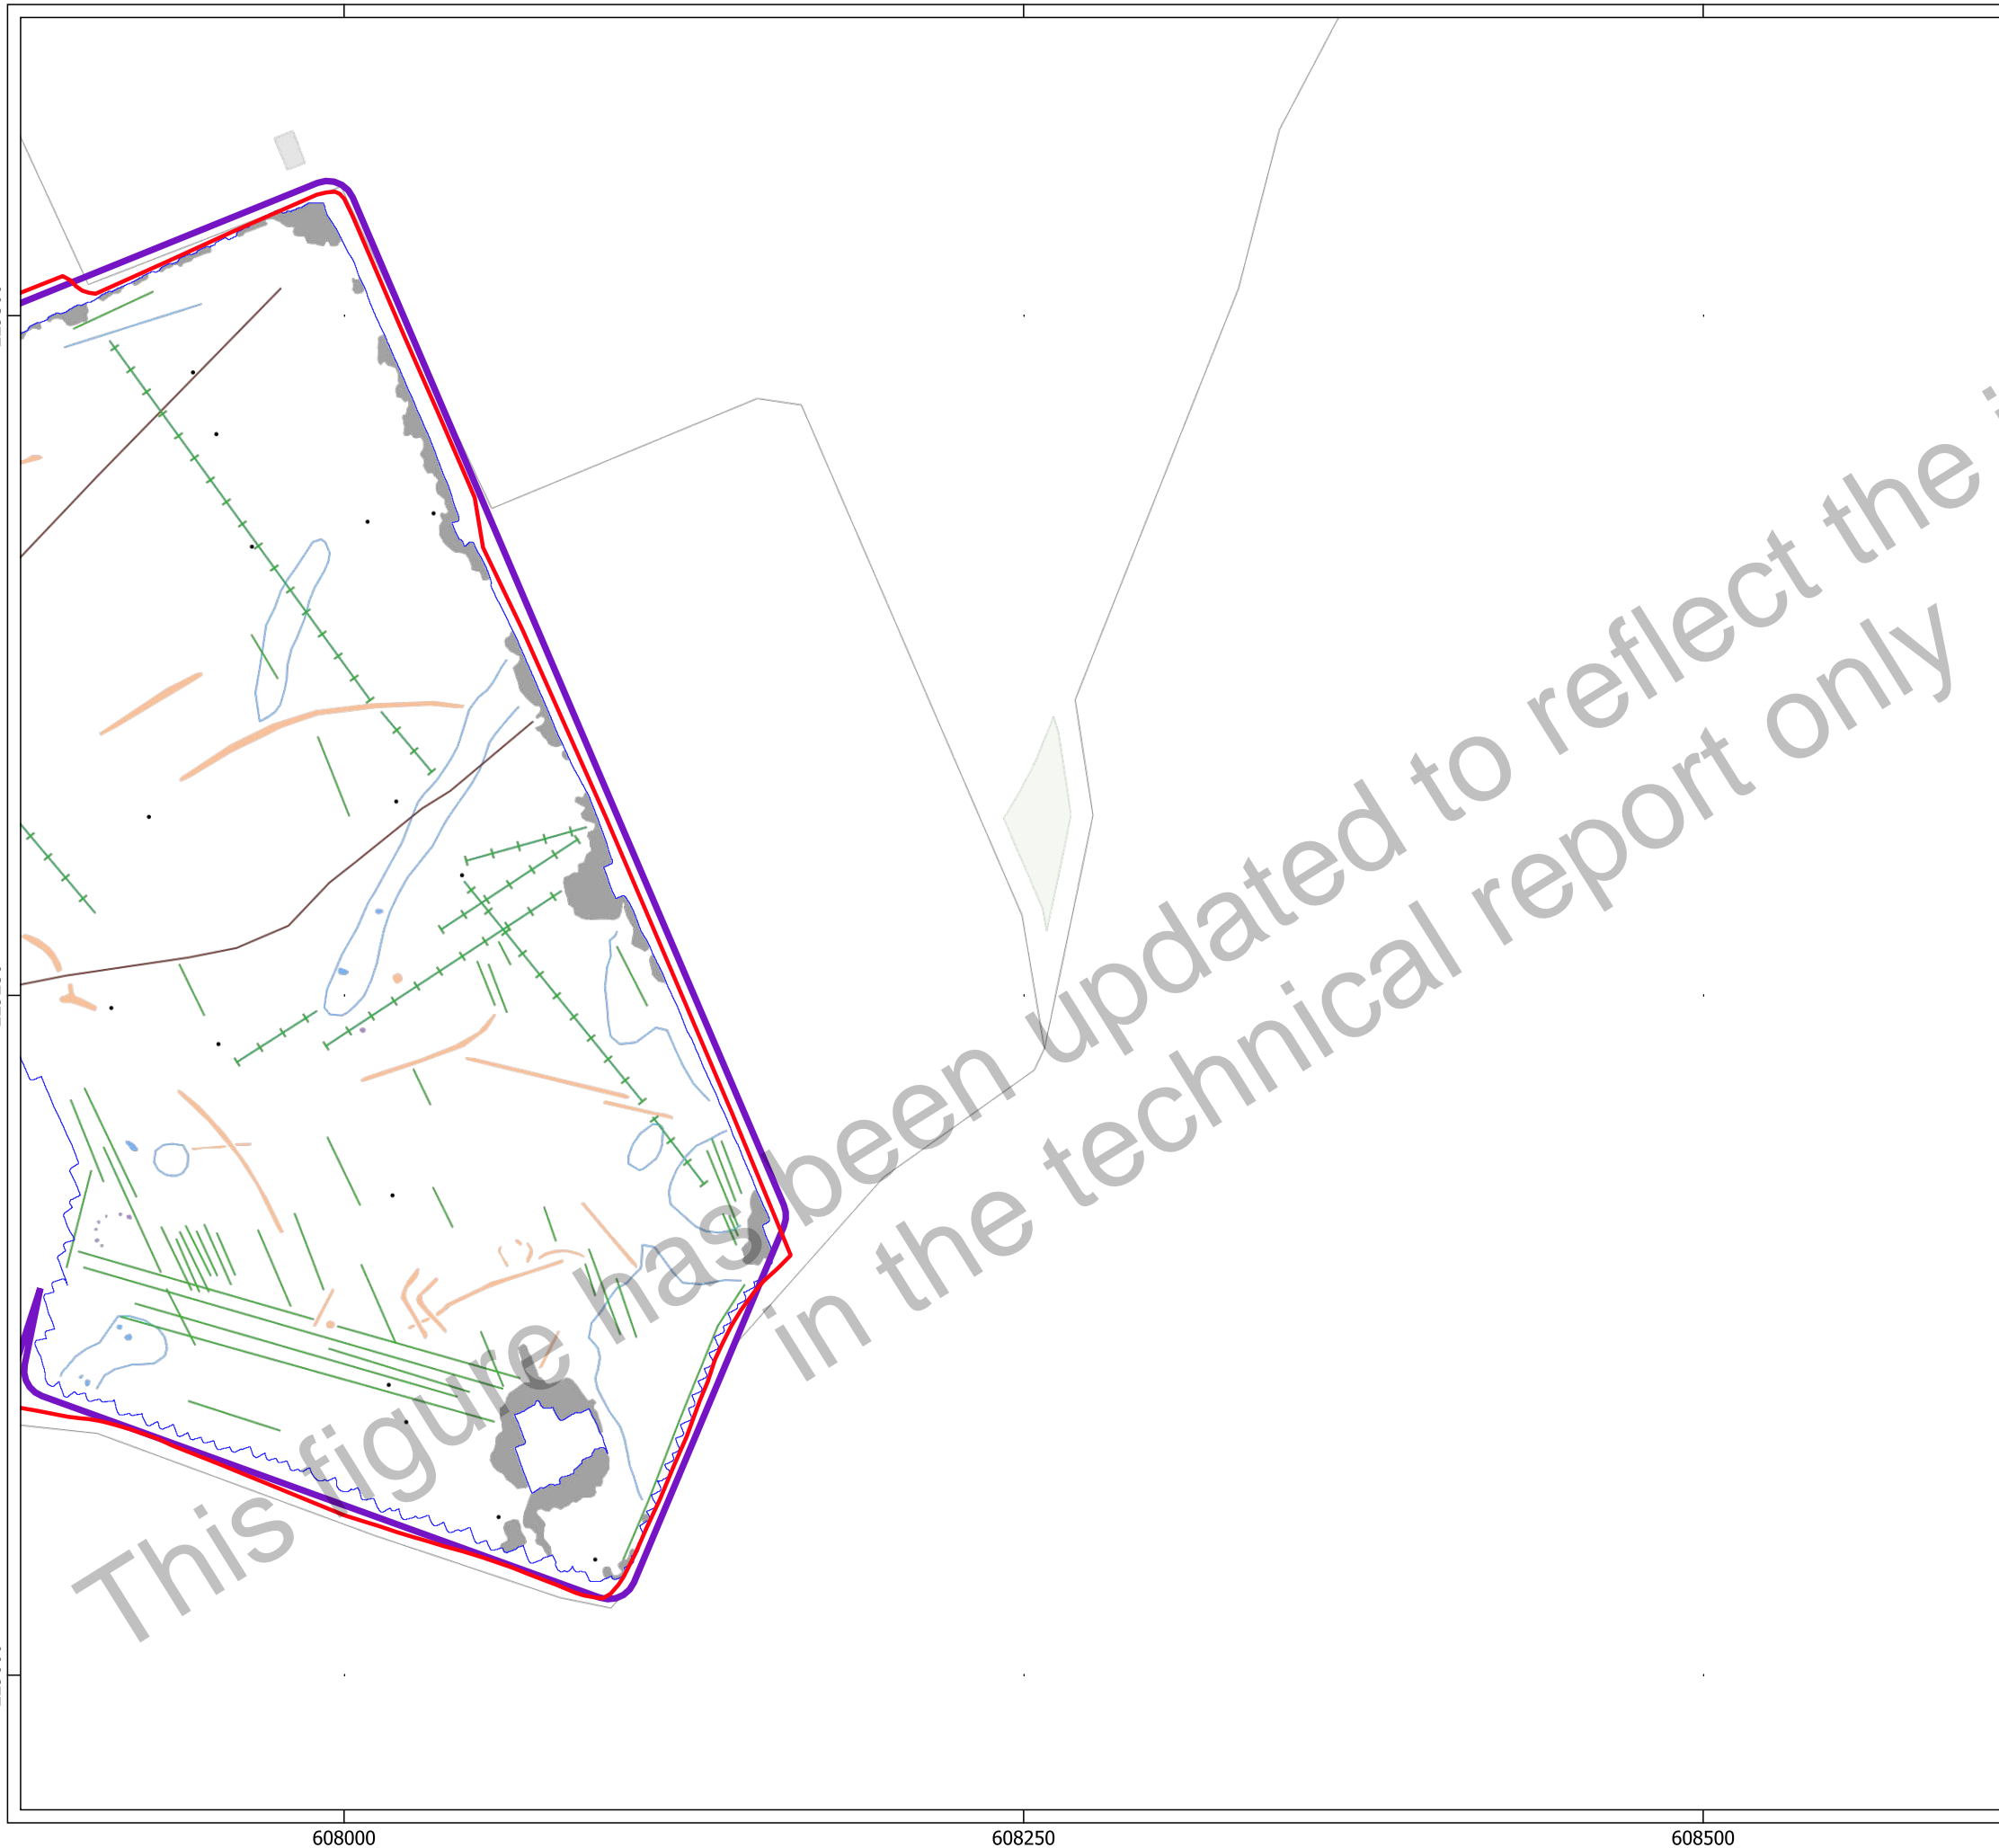 This figure has been updated to reflect the
in the technical report only
608000
608250
608500